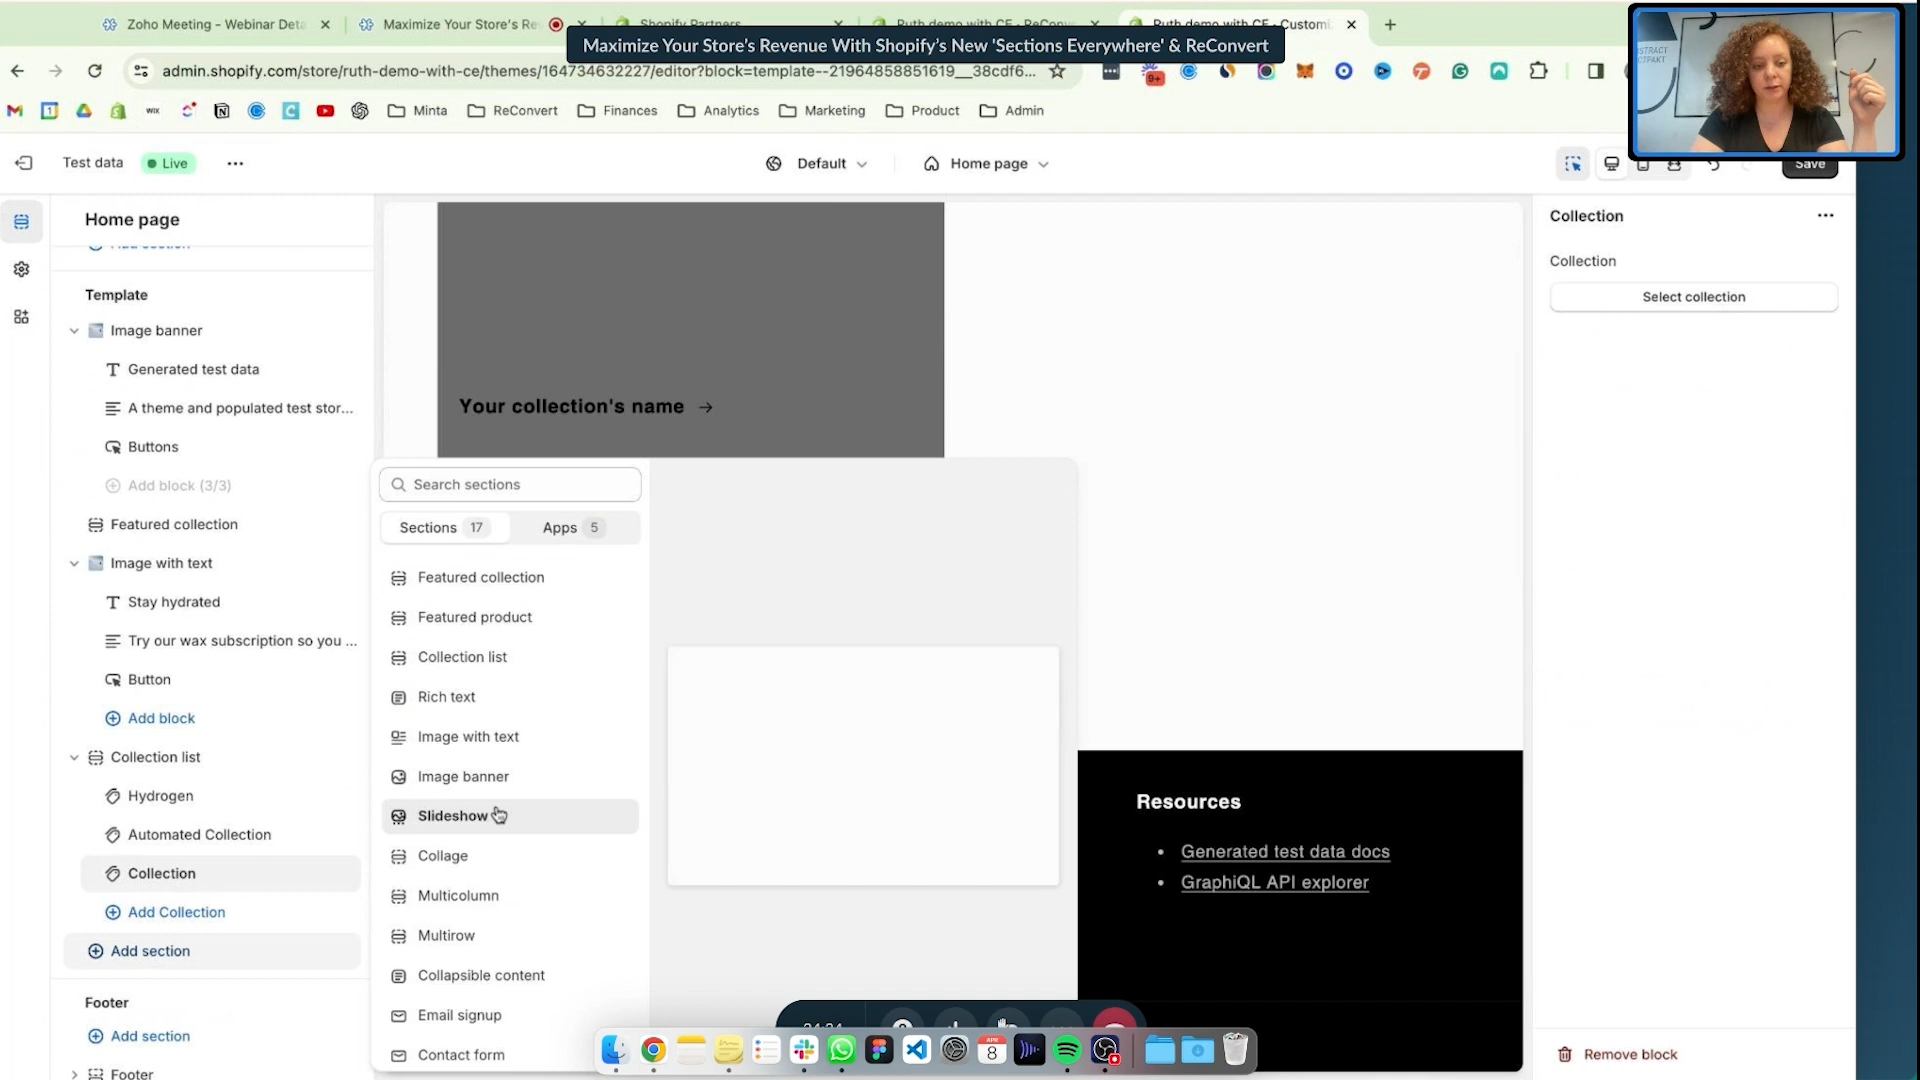 Zoho Meeting - Webinar Deta
Maximize Your Store's Re
Shopify Partners
Ruth demo with CE - ReConv
Ruth demo with CE - Customi
Maximize Your Store's Revenue With Shopify's New 'Sections Everywhere' & ReConvert
admin.shopify.com/store/ruth-demo-with-ce/themes/164734632227/editor?block=template--21964858851619__38cdf6...
9+
WIX
Minta
ReConvert
Finances
Analytics
Marketing
Product
Admin
Test data
Live
Default
Home page
Save
Home page
Add section
Template
Image banner
Generated test data
A theme and populated test stor...
Buttons
Add block (3/3)
Featured collection
Image with text
Stay hydrated
Try our wax subscription so you ...
Button
Add block
Collection list
Hydrogen
Automated Collection
Collection
Add Collection
Add section
Footer
Add section
Footer
Your collection's name →
Search sections
Sections 17
Apps 5
Featured collection
Featured product
Collection list
Rich text
Image with text
Image banner
Slideshow
Collage
Multicolumn
Multirow
Collapsible content
Email signup
Contact form
Resources
Generated test data docs
GraphiQL API explorer
Collection
Collection
Select collection
Remove block
APR
8